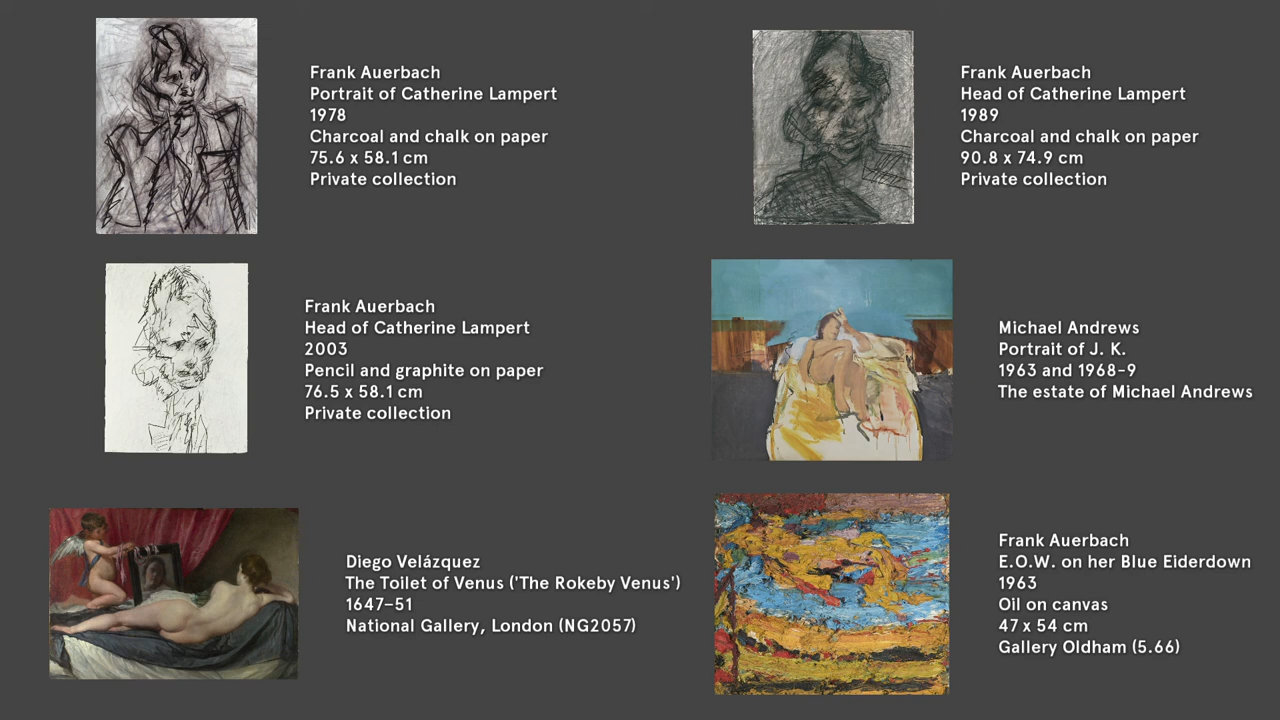 Frank Auerbach
Portrait of Catherine Lampert
1978
Charcoal and chalk on paper
75.6 x 58.1 cm
Private collection
Frank Auerbach
Head of Catherine Lampert
1989
Charcoal and chalk on paper
90.8 x 74.9 cm
Private collection
Frank Auerbach
Head of Catherine Lampert
2003
Pencil and graphite on paper
76.5 x 58.1 cm
Private collection
Michael Andrews
Portrait of J. K.
1963 and 1968-9
The estate of Michael Andrews
Diego Velázquez
The Toilet of Venus ('The Rokeby Venus')
1647–51
National Gallery, London (NG2057)
Frank Auerbach
E.O.W. on her Blue Eiderdown
1963
Oil on canvas
47 x 54 cm
Gallery Oldham (5.66)